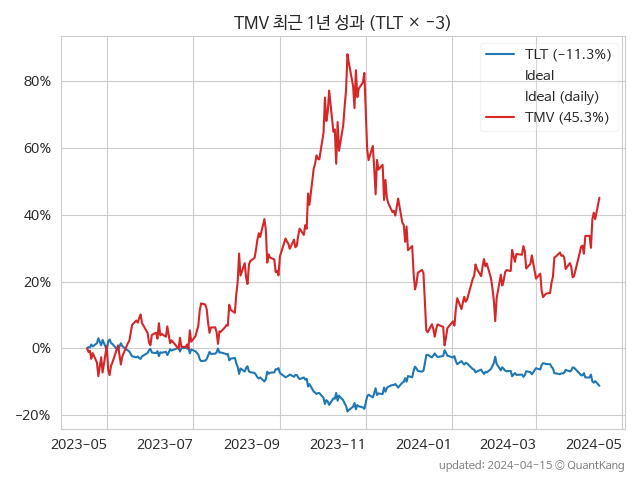 TMV 최근 1년 성과 (TLT × −3)
TLT (−11.3%)
Ideal
Ideal (daily)
TMV (45.3%)
80%
60%
40%
20%
0%
−20%
2023−05
2023−07
2023−09
2023−11
2024−01
2024−03
2024−05
updated: 2024−04−15 © QuantKang